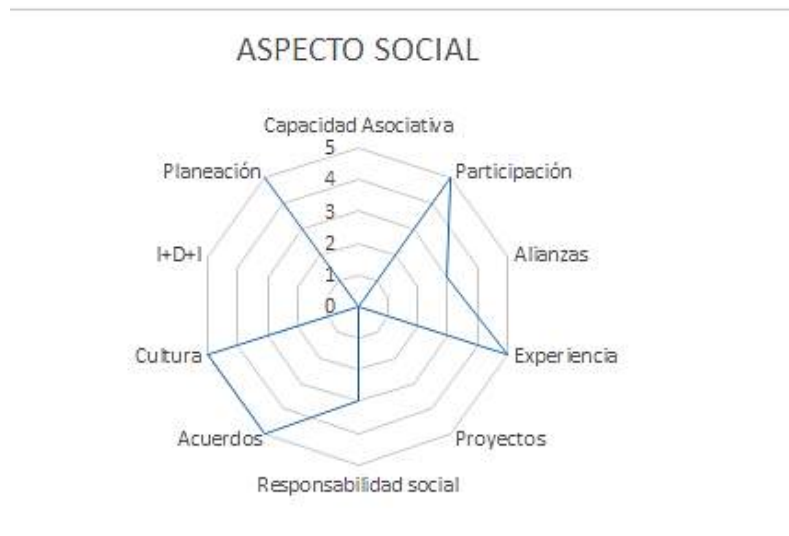 ASPECTO SOCIAL
Capacidad Asociativa
5
Planeación
Participación
4
3
I+D+I
Alianzas
2
1
0
Cultura
Experiencia
Acuerdos
Proyectos
Responsabilidad social